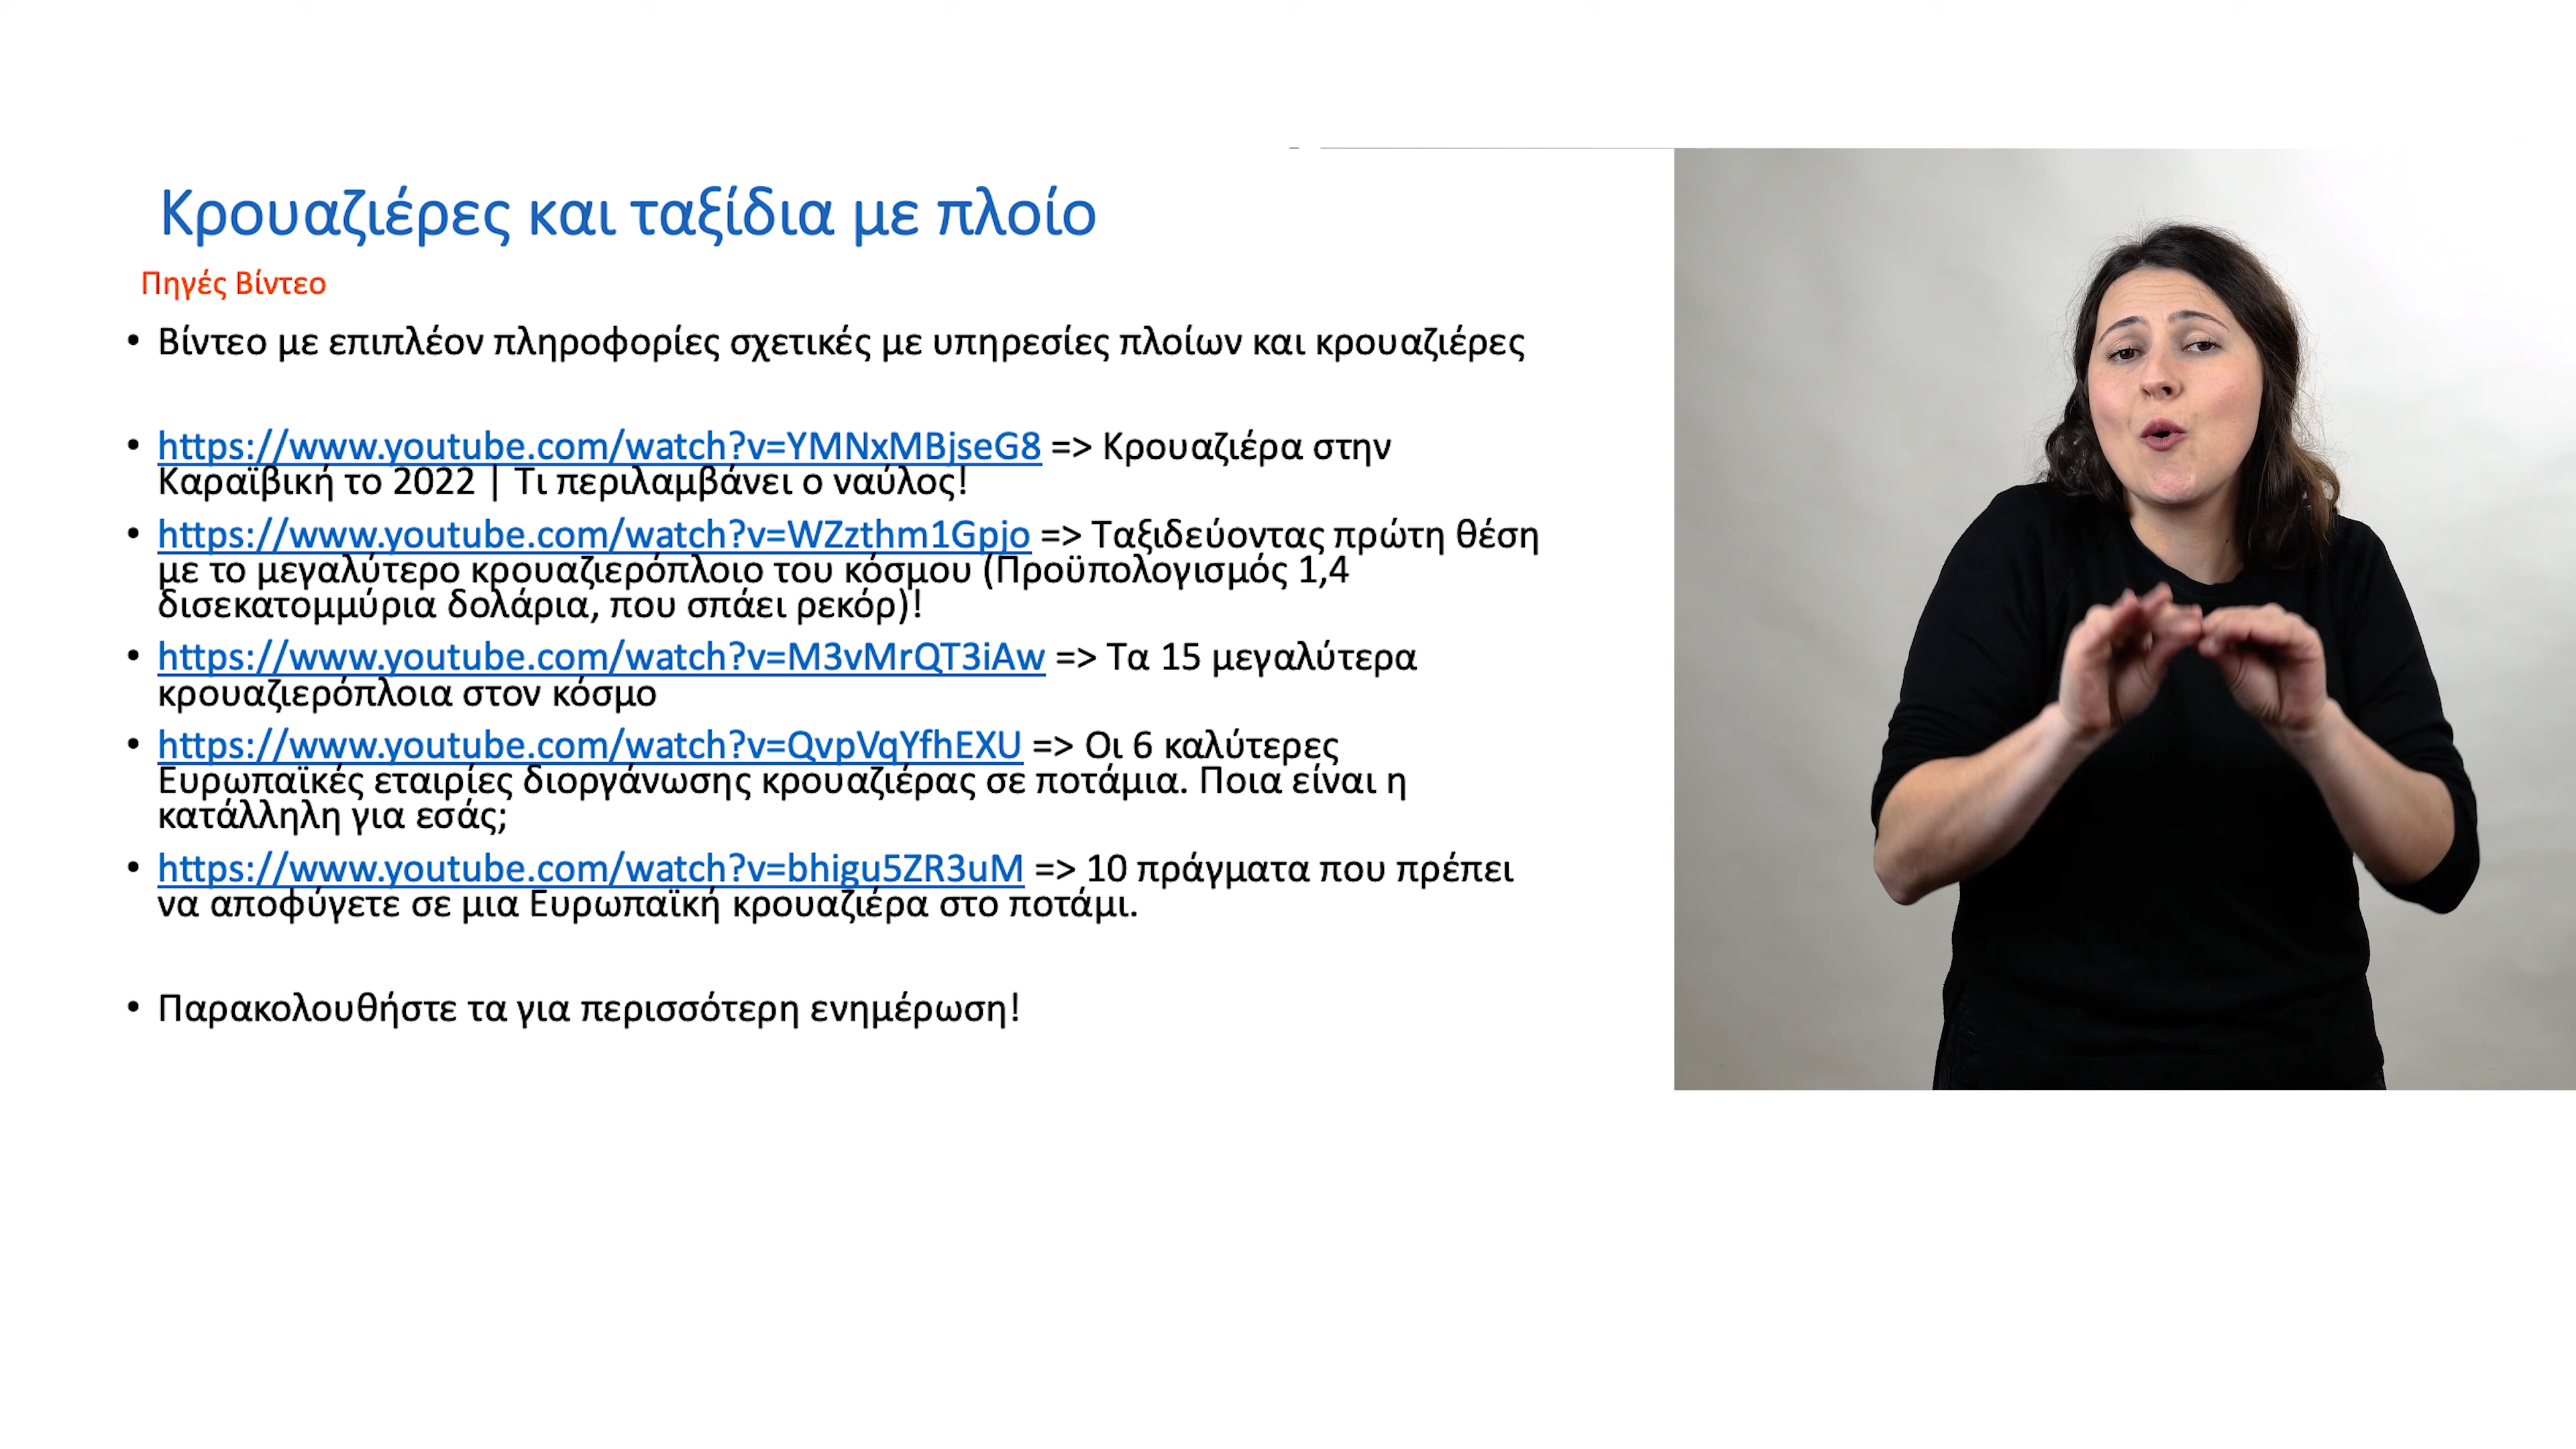 Κρουαζιέρες και ταξίδια με πλοίο
Πηγές Βίντεο
• Βίντεο με επιπλέον πληροφορίες σχετικές με υπηρεσίες πλοίων και κρουαζιέρες
• https://www.youtube.com/watch?v=YMNxMBjseG8 => Κρουαζιέρα στην
Καραϊβική το 2022 | Τι περιλαμβάνει ο ναύλος!
• https://www.youtube.com/watch?v=WZzthm1Gpjo => Ταξιδεύοντας πρώτη θέση
με το μεγαλύτερο κρουαζιερόπλοιο του κόσμου (Προϋπολογισμός 1,4
δισεκατομμύρια δολάρια, που σπάει ρεκόρ)!
• https://www.youtube.com/watch?v=M3vMrQT3iAw => Τα 15 μεγαλύτερα
κρουαζιερόπλοια στον κόσμο
• https://www.youtube.com/watch?v=QvpVqYfhEXU => Οι 6 καλύτερες
Ευρωπαϊκές εταιρίες διοργάνωσης κρουαζιέρας σε ποτάμια. Ποια είναι η
κατάλληλη για εσάς;
• https://www.youtube.com/watch?v=bhigu5ZR3uM => 10 πράγματα που πρέπει
να αποφύγετε σε μια Ευρωπαϊκή κρουαζιέρα στο ποτάμι.
• Παρακολουθήστε τα για περισσότερη ενημέρωση!